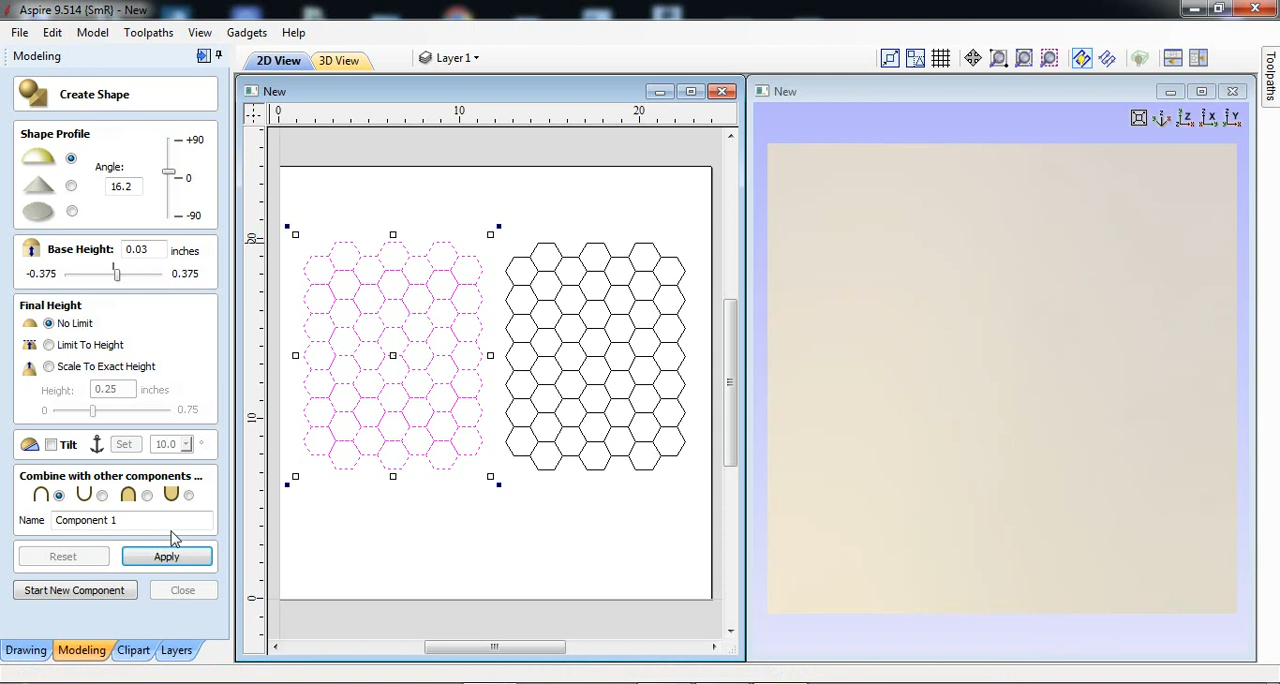 Aspire 9.514 {SmR} - New
File Edit Model Toolpaths View Gadgets Help
Modeling
2D View 3D View Layer1
Create Shape
New
New
0 10 20
Shape Profile
+90
Angle:
16.2
0
-90
Base Height: 0.03 inches
-0.375 0.375
Final Height
No Limit
Limit To Height
Scale To Exact Height
Height: 0.25 inches
0 0.75
Tilt Set 10.0 °
Combine with other components ...
Name Component 1
Reset Apply
Start New Component Close
Drawing Modeling Clipart Layers
20
10
0
Z X Y
Toolpaths